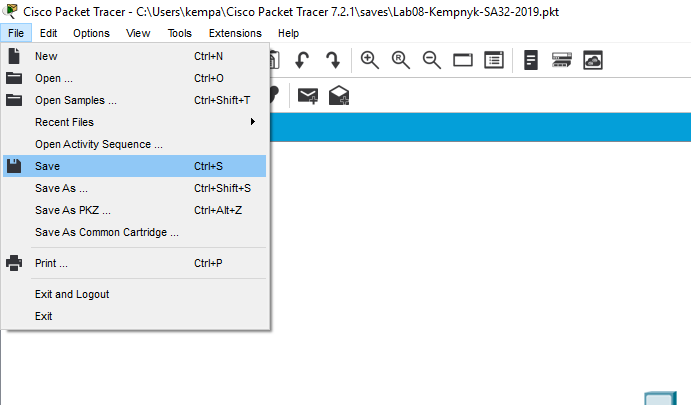 Cisco Packet Tracer - C:\Users\kempa\Cisco Packet Tracer 7.2.1\saves\Lab08-Kempnyk-SA32-2019.pkt
File Edit Options View Tools Extensions Help
New Ctrl+N
Open ... Ctrl+O
Open Samples ... Ctrl+Shift+T
Recent Files
Open Activity Sequence ...
Save Ctrl+S
Save As ... Ctrl+Shift+S
Save As PKZ ... Ctrl+Alt+Z
Save As Common Cartridge ...
Print ... Ctrl+P
Exit and Logout
Exit